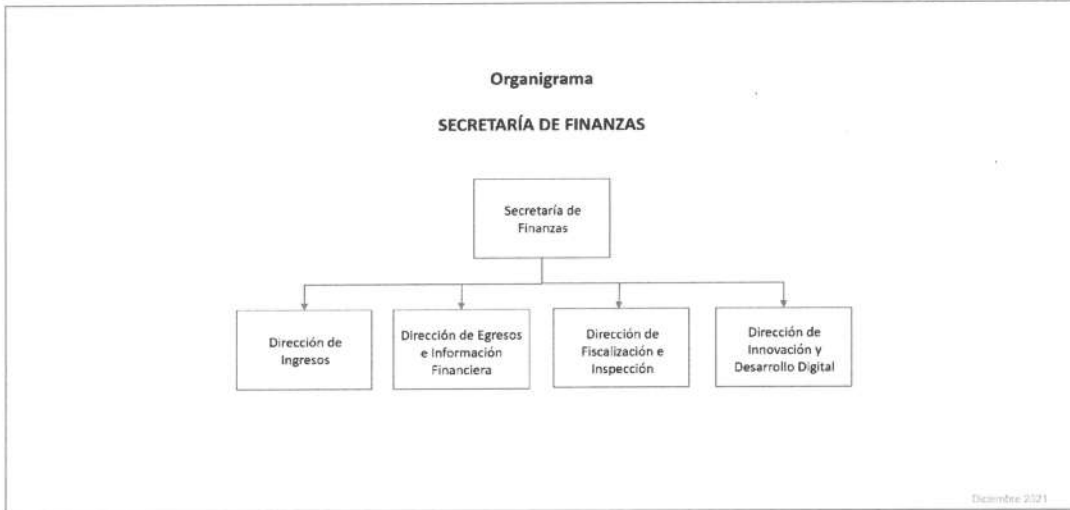 Organigrama
SECRETARÍA DE FINANZAS
Secretaría de
Finanzas
Dirección de
Ingresos
Dirección de Egresos
e Información
Financiera
Dirección de
Fiscalización e
Inspección
Dirección de
Innovación y
Desarrollo Digital
Diciembre 2021